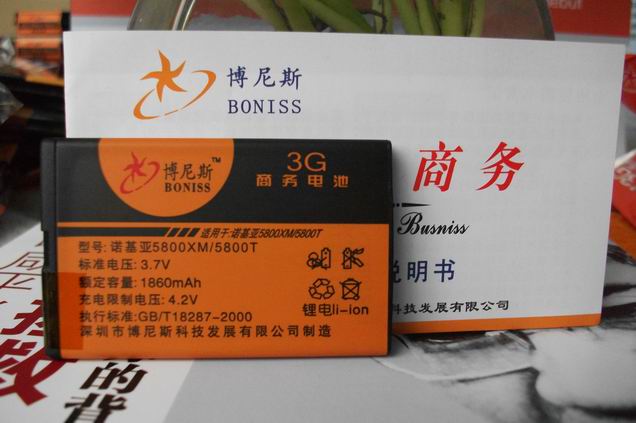 博尼斯
BONISS
商务
Busniss
说明书
科技发展有限公司
博尼斯™
BONISS
3G
商务电池
适用于:诺基亚5800XM/5800T
型号:诺基亚5800XM/5800T
标准电压:3.7V
额定容量:1860mAh
充电限制电压:4.2V
执行标准:GB/T18287-2000
深圳市博尼斯科技发展有限公司制造
锂电li-ion
的背